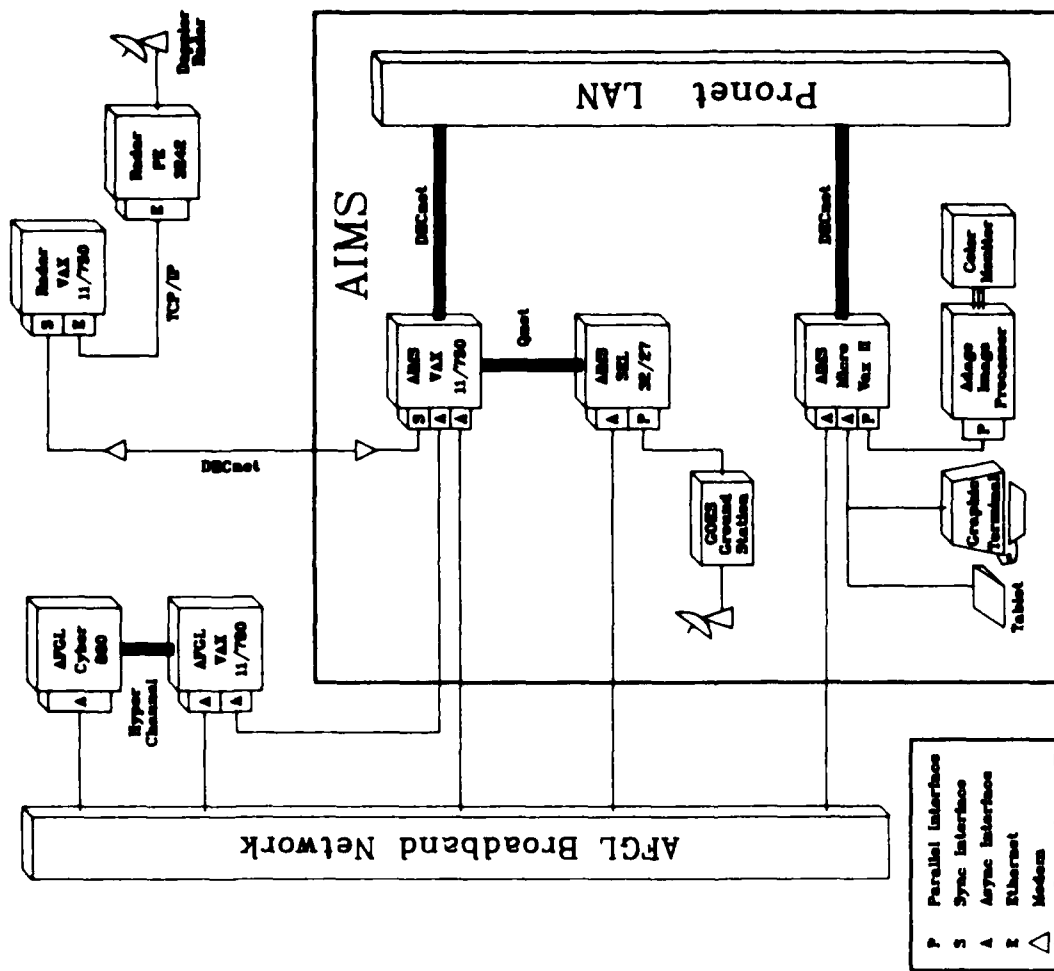 Doppler
Radar
Radar
PE
3242
E
Radar
VAX
11/750
S
E
TCP/IP
DECnet
AIMS
Pronet LAN
DECnet
DECnet
AIMS
VAX
11/750
S
A
A
Qnet
AIMS
SEL
32/27
A
P
AIMS
Micro
Vax II
A
A
P
Color
Monitor
Adage
Image
Processor
P
GOES
Ground
Station
Graphic
Terminal
Tablet
AFGL
Cyber
860
A
Hyper
Channel
AFGL
VAX
11/780
A
A
AFGL Broadband Network
P Parallel Interface
S Sync Interface
A Async Interface
E Ethernet
Modem